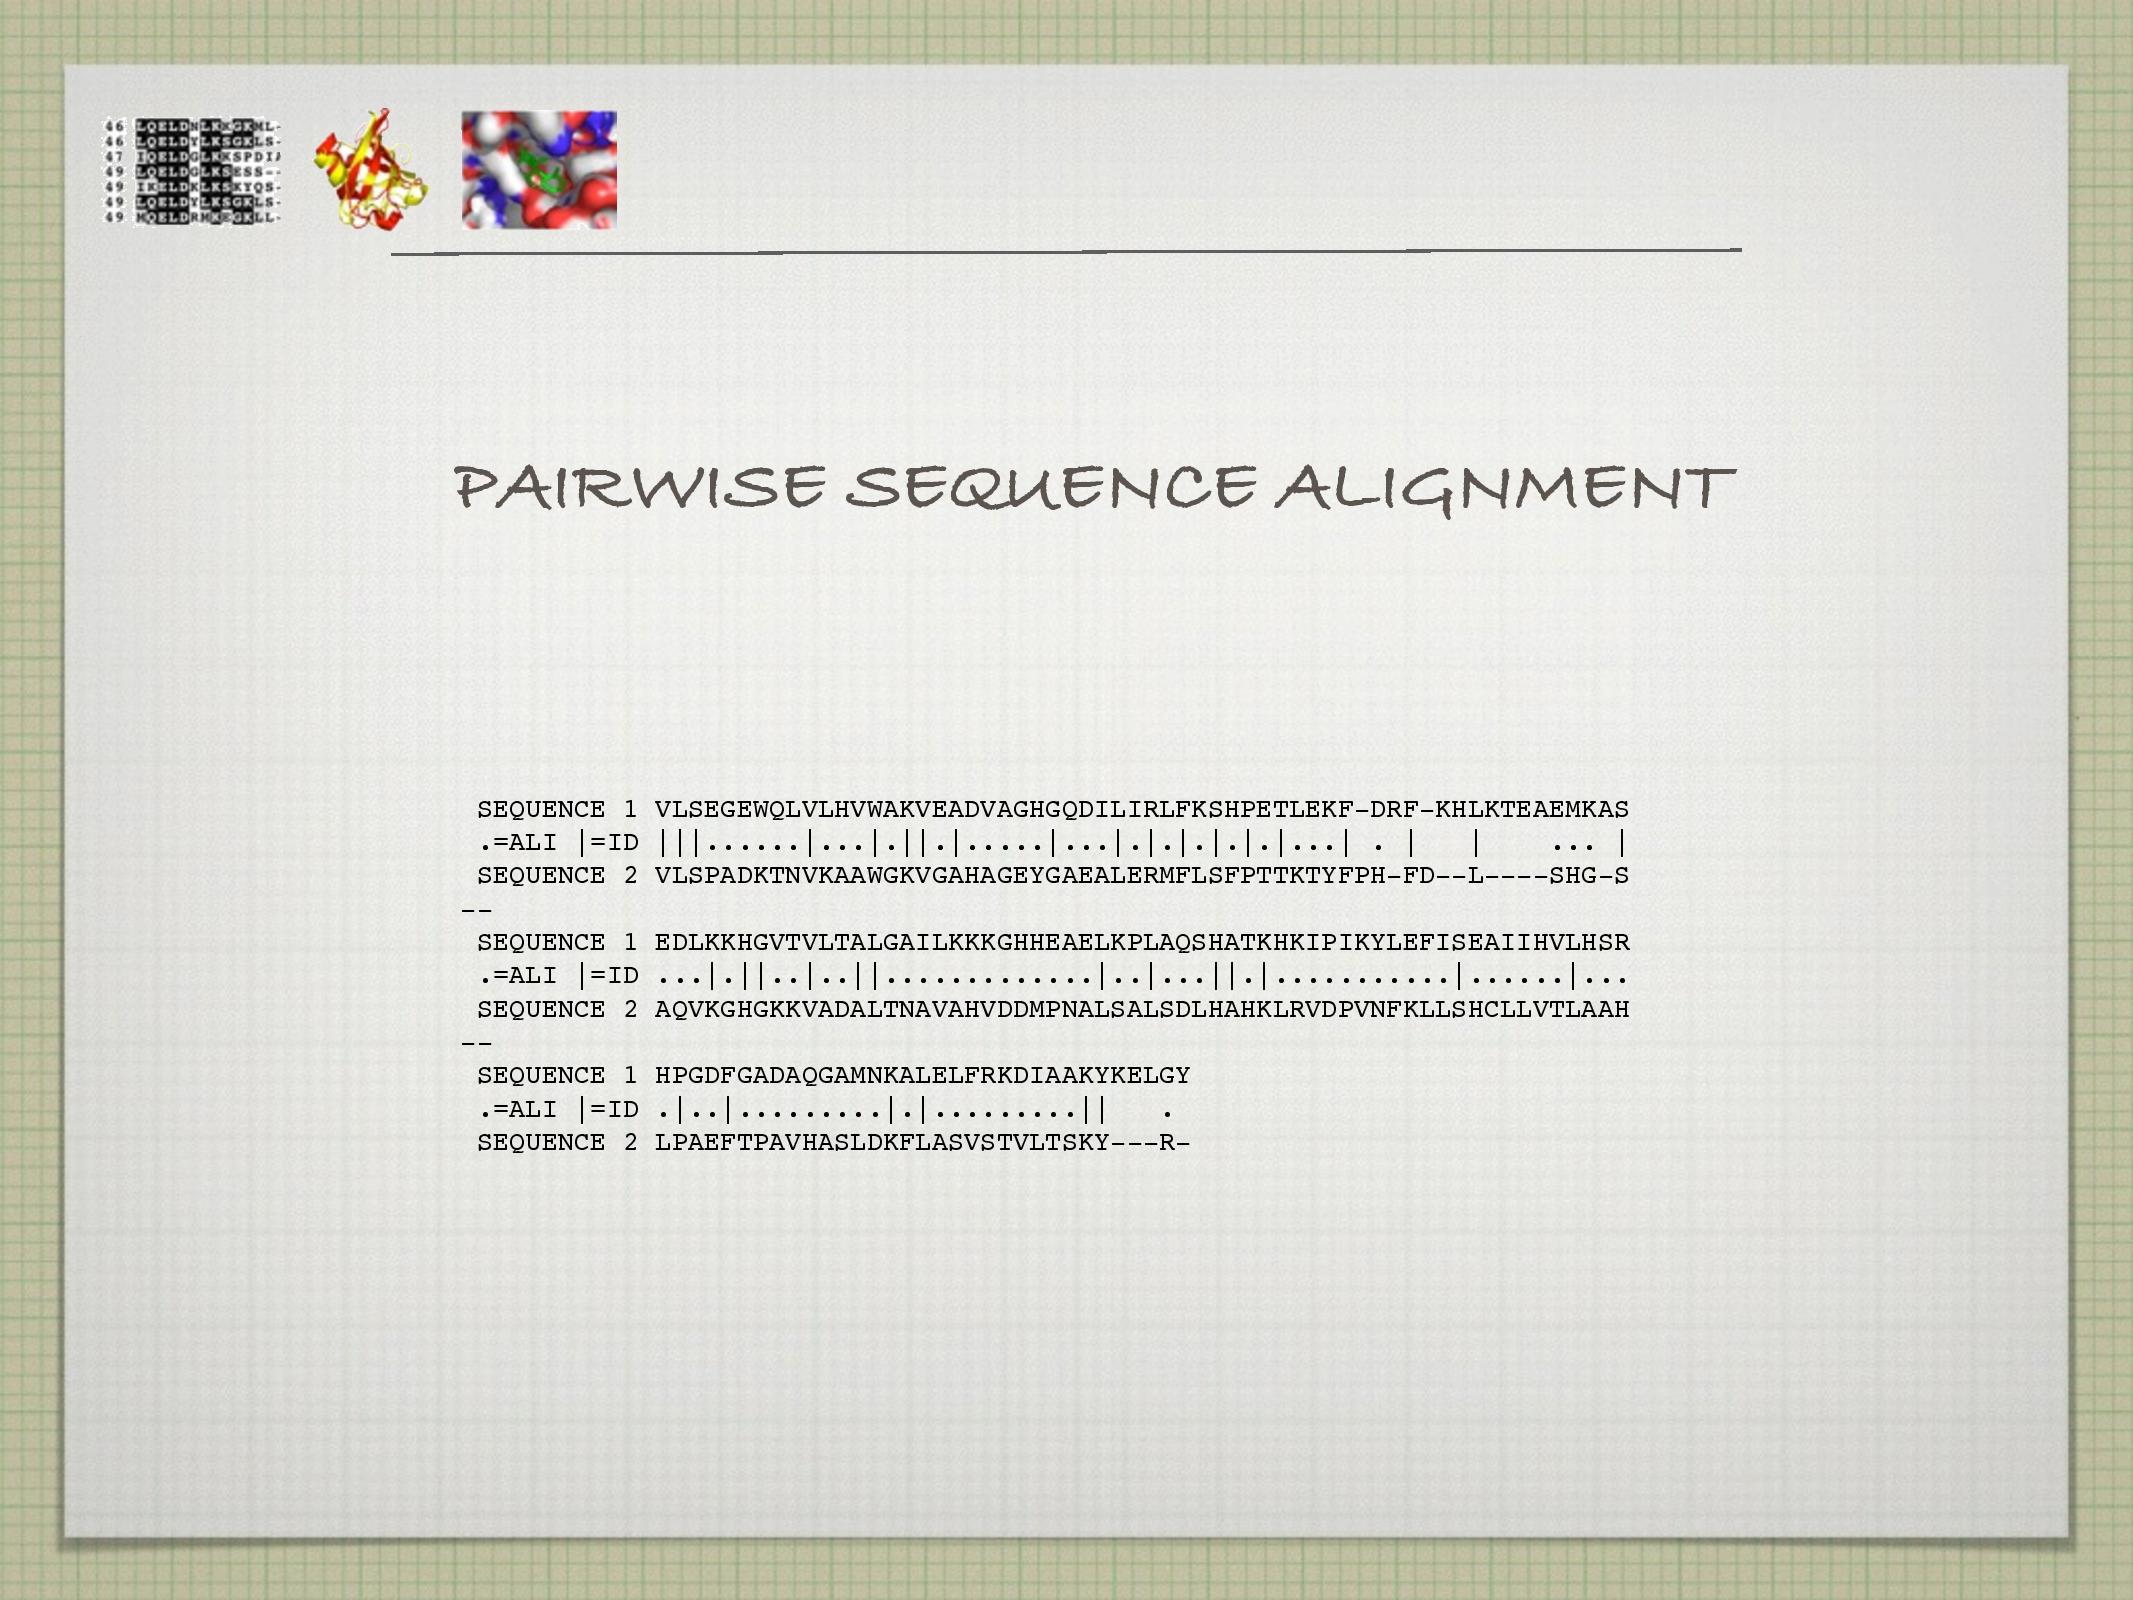 46 LQELDNLKKGKML-
46 LQELDYLKSGKLS-
47 IQELDGLKKSPDI
49 LQELDGLKSESS--
49 IKELDKLKSKYQS-
49 LQELDYLKSGKLS-
49 MQELDRMKEGKLL-
PAIRWISE SEQUENCE ALIGNMENT
SEQUENCE 1 VLSEGEWQLVLHVWAKVEADVAGHGQDILIRLFKSHPETLEKF-DRF-KHLKTEAEMKAS
.=ALI |=ID |||......|...|.||.|.....|...|.|.|.|.|.|...| . |   |    ... |
SEQUENCE 2 VLSPADKTNVKAAWGKVGAHAGEYGAEALERMFLSFPTTKTYFPH-FD--L----SHG-S
--
SEQUENCE 1 EDLKKHGVTVLTALGAILKKKGHHEAELKPLAQSHATKHKIPIKYLEFISEAIIHVLHSR
.=ALI |=ID ...|.||..|..||.............|..|...||.|...........|......|...
SEQUENCE 2 AQVKGHGKKVADALTNAVAHVDDMPNALSALSDLHAHKLRVDPVNFKLLSHCLLVTLAAH
--
SEQUENCE 1 HPGDFGADAQGAMNKALELFRKDIAAKYKELGY
.=ALI |=ID .|..|.........|.|.........||   .
SEQUENCE 2 LPAEFTPAVHASLDKFLASVSTVLTSKY---R-